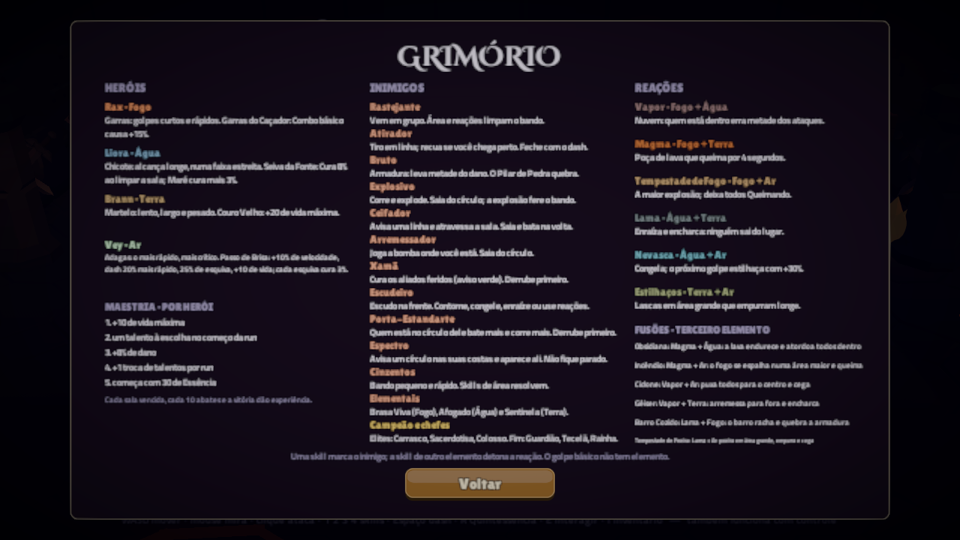 GRIMÓRIO
HERÓIS
Rax - Fogo
Garras: golpes curtos e rápidos. Garras do Caçador: Combo básico
causa +15%.
Liora - Água
Chicote: alcança longe, numa faixa estreita. Seiva da Fonte: Cura 8%
ao limpar a sala; Maré cura mais 3%.
Brann - Terra
Martelo: lento, largo e pesado. Couro Velho: +20 de vida máxima.
Vey - Ar
Adagas: o mais rápido, mais crítico. Passo de Brisa: +10% de velocidade,
dash 20% mais rápido, 25% de esquiva, +10 de vida; cada esquiva cura 3%.
MAESTRIA - POR HERÓI
1. +10 de vida máxima
2. um talento à escolha no começo da run
3. +8% de dano
4. +1 troca de talentos por run
5. começa com 30 de Essência
Cada sala vencida, cada 10 abates e a vitória dão experiência.
INIMIGOS
Rastejante
Vem em grupo. Área e reações limpam o bando.
Atirador
Tiro em linha; recua se você chega perto. Feche com o dash.
Bruto
Armadura: leva metade do dano. O Pilar de Pedra quebra.
Explosivo
Corre e explode. Saia do círculo; a explosão fere o bando.
Ceifador
Avisa uma linha e atravessa a sala. Saia e bata na volta.
Arremessador
Joga a bomba onde você está. Saia do círculo.
Xamã
Cura os aliados feridos (aviso verde). Derrube primeiro.
Escudeiro
Escudo na frente. Contorne, congele, enraíze ou use reações.
Porta-Estandarte
Quem está no círculo dele bate mais e corre mais. Derrube primeiro.
Espectro
Avisa um círculo nas suas costas e aparece ali. Não fique parado.
Cinzentos
Bando pequeno e rápido. Skills de área resolvem.
Elementais
Brasa Viva (Fogo), Afogado (Água) e Sentinela (Terra).
Campeão e chefes
Elites: Carrasco, Sacerdotisa, Colosso. Fim: Guardião, Tecelã, Rainha.
REAÇÕES
Vapor - Fogo + Água
Nuvem: quem está dentro erra metade dos ataques.
Magma - Fogo + Terra
Poça de lava que queima por 4 segundos.
Tempestade de Fogo - Fogo + Ar
A maior explosão; deixa todos Queimando.
Lama - Água + Terra
Enraíza e encharca: ninguém sai do lugar.
Nevasca - Água + Ar
Congela; o próximo golpe estilhaça com +30%.
Estilhaços - Terra + Ar
Lascas em área grande que empurram longe.
FUSÕES - TERCEIRO ELEMENTO
Obsidiana: Magma + Água: a lava endurece e atordoa todos dentro
Incêndio: Magma + Ar: o fogo se espalha numa área maior e queima
Ciclone: Vapor + Ar: puxa todos para o centro e cega
Gêiser: Vapor + Terra: arremessa para fora e encharca
Barro Cozido: Lama + Fogo: o barro racha e quebra a armadura
Uma skill marca o inimigo; a skill de outro elemento detona a reação. O golpe básico não tem elemento.
Voltar